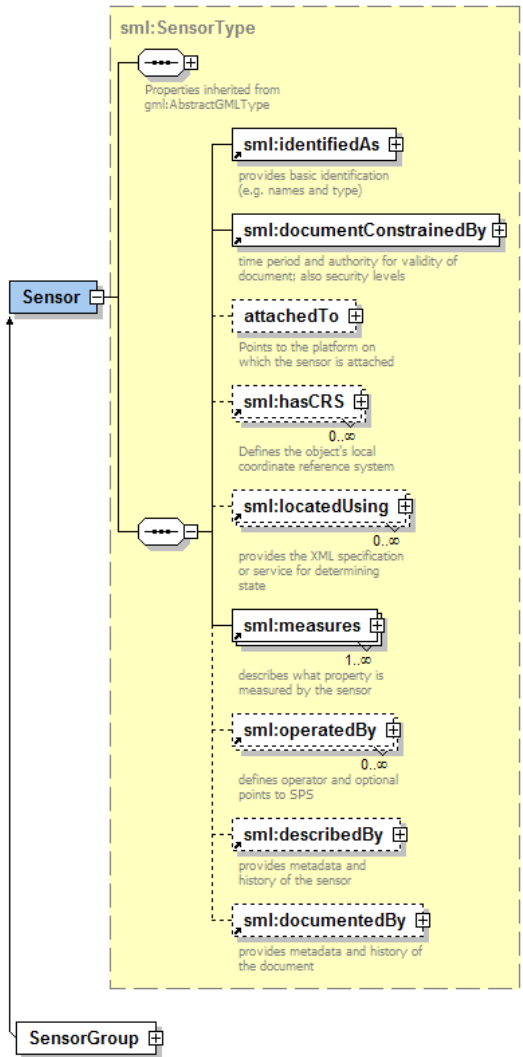 sml:SensorType
Properties inherited from
gml:AbstractGMLType
sml:identifiedAs
provides basic identification
(e.g. names and type)
sml:documentConstrainedBy
time period and authority for validity of
document; also security levels
Sensor
attachedTo
Points to the platform on
which the sensor is attached
sml:hasCRS
0..∞
Defines the object's local
coordinate reference system
sml:locatedUsing
0..∞
provides the XML specification
or service for determining
state
sml:measures
1..∞
describes what property is
measured by the sensor
sml:operatedBy
0..∞
defines operator and optional
points to SPS
sml:describedBy
provides metadata and
history of the sensor
sml:documentedBy
provides metadata and history of
the document
SensorGroup